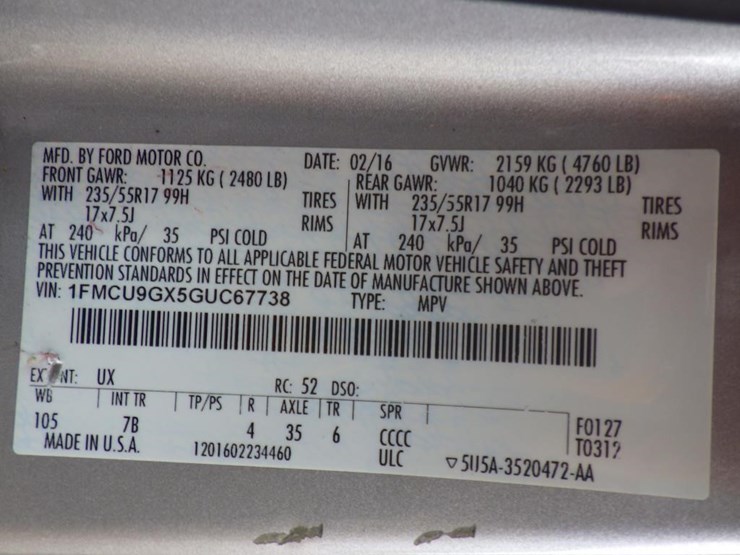 MFD. BY FORD MOTOR CO. DATE: 02/16 GVWR: 2159 KG ( 4760 LB)
FRONT GAWR: 1125 KG ( 2480 LB) REAR GAWR: 1040 KG ( 2293 LB)
WITH 235/55R17 99H TIRES WITH 235/55R17 99H TIRES
17x7.5J RIMS 17x7.5J RIMS
AT 240 kPa/ 35 PSI COLD AT 240 kPa/ 35 PSI COLD
THIS VEHICLE CONFORMS TO ALL APPLICABLE FEDERAL MOTOR VEHICLE SAFETY AND THEFT
PREVENTION STANDARDS IN EFFECT ON THE DATE OF MANUFACTURE SHOWN ABOVE.
VIN: 1FMCU9GX5GUC67738 TYPE: MPV
UX RC: 52 DSO:
WB INT TR TP/PS R AXLE TR SPR
105 7B 4 35 6 CCCC F0127
MADE IN U.S.A. 1201602234460 ULC ▽5U5A-3520472-AA